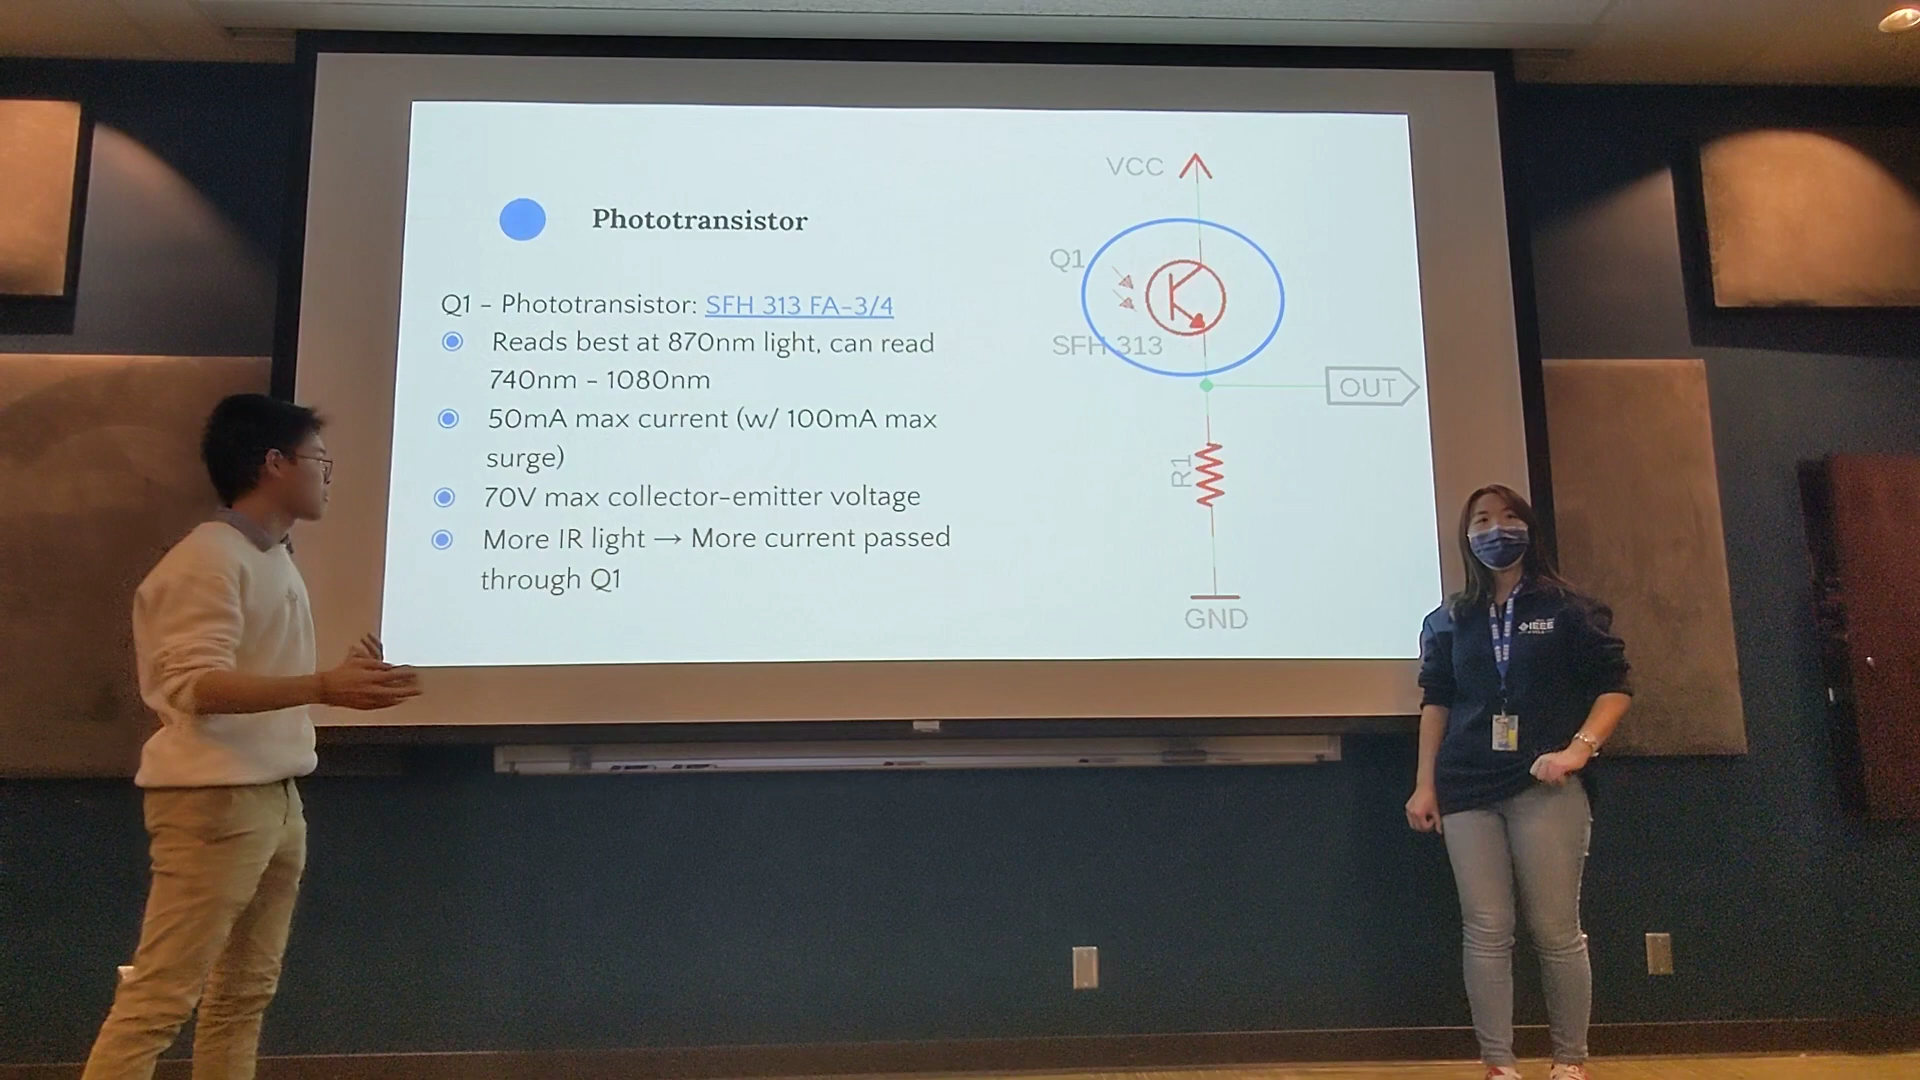 Phototransistor
Q1 – Phototransistor: SFH 313 FA-3/4
Reads best at 870nm light, can read
740nm – 1080nm
50mA max current (w/ 100mA max
surge)
70V max collector-emitter voltage
More IR light → More current passed
through Q1
VCC
Q1
SFH 313
OUT
R1
GND
IEEE